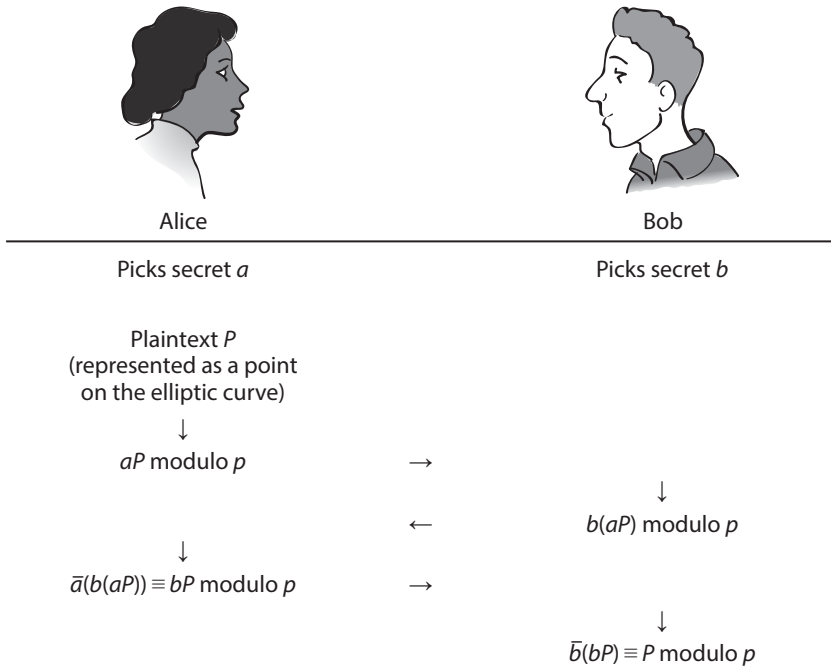 Alice Bob
Picks secret a Picks secret b
Plaintext P
(represented as a point
on the elliptic curve)
↓
aP modulo p →
↓
← b(aP) modulo p
↓
ā(b(aP)) ≡ bP modulo p →
↓
b̄(bP) ≡ P modulo p